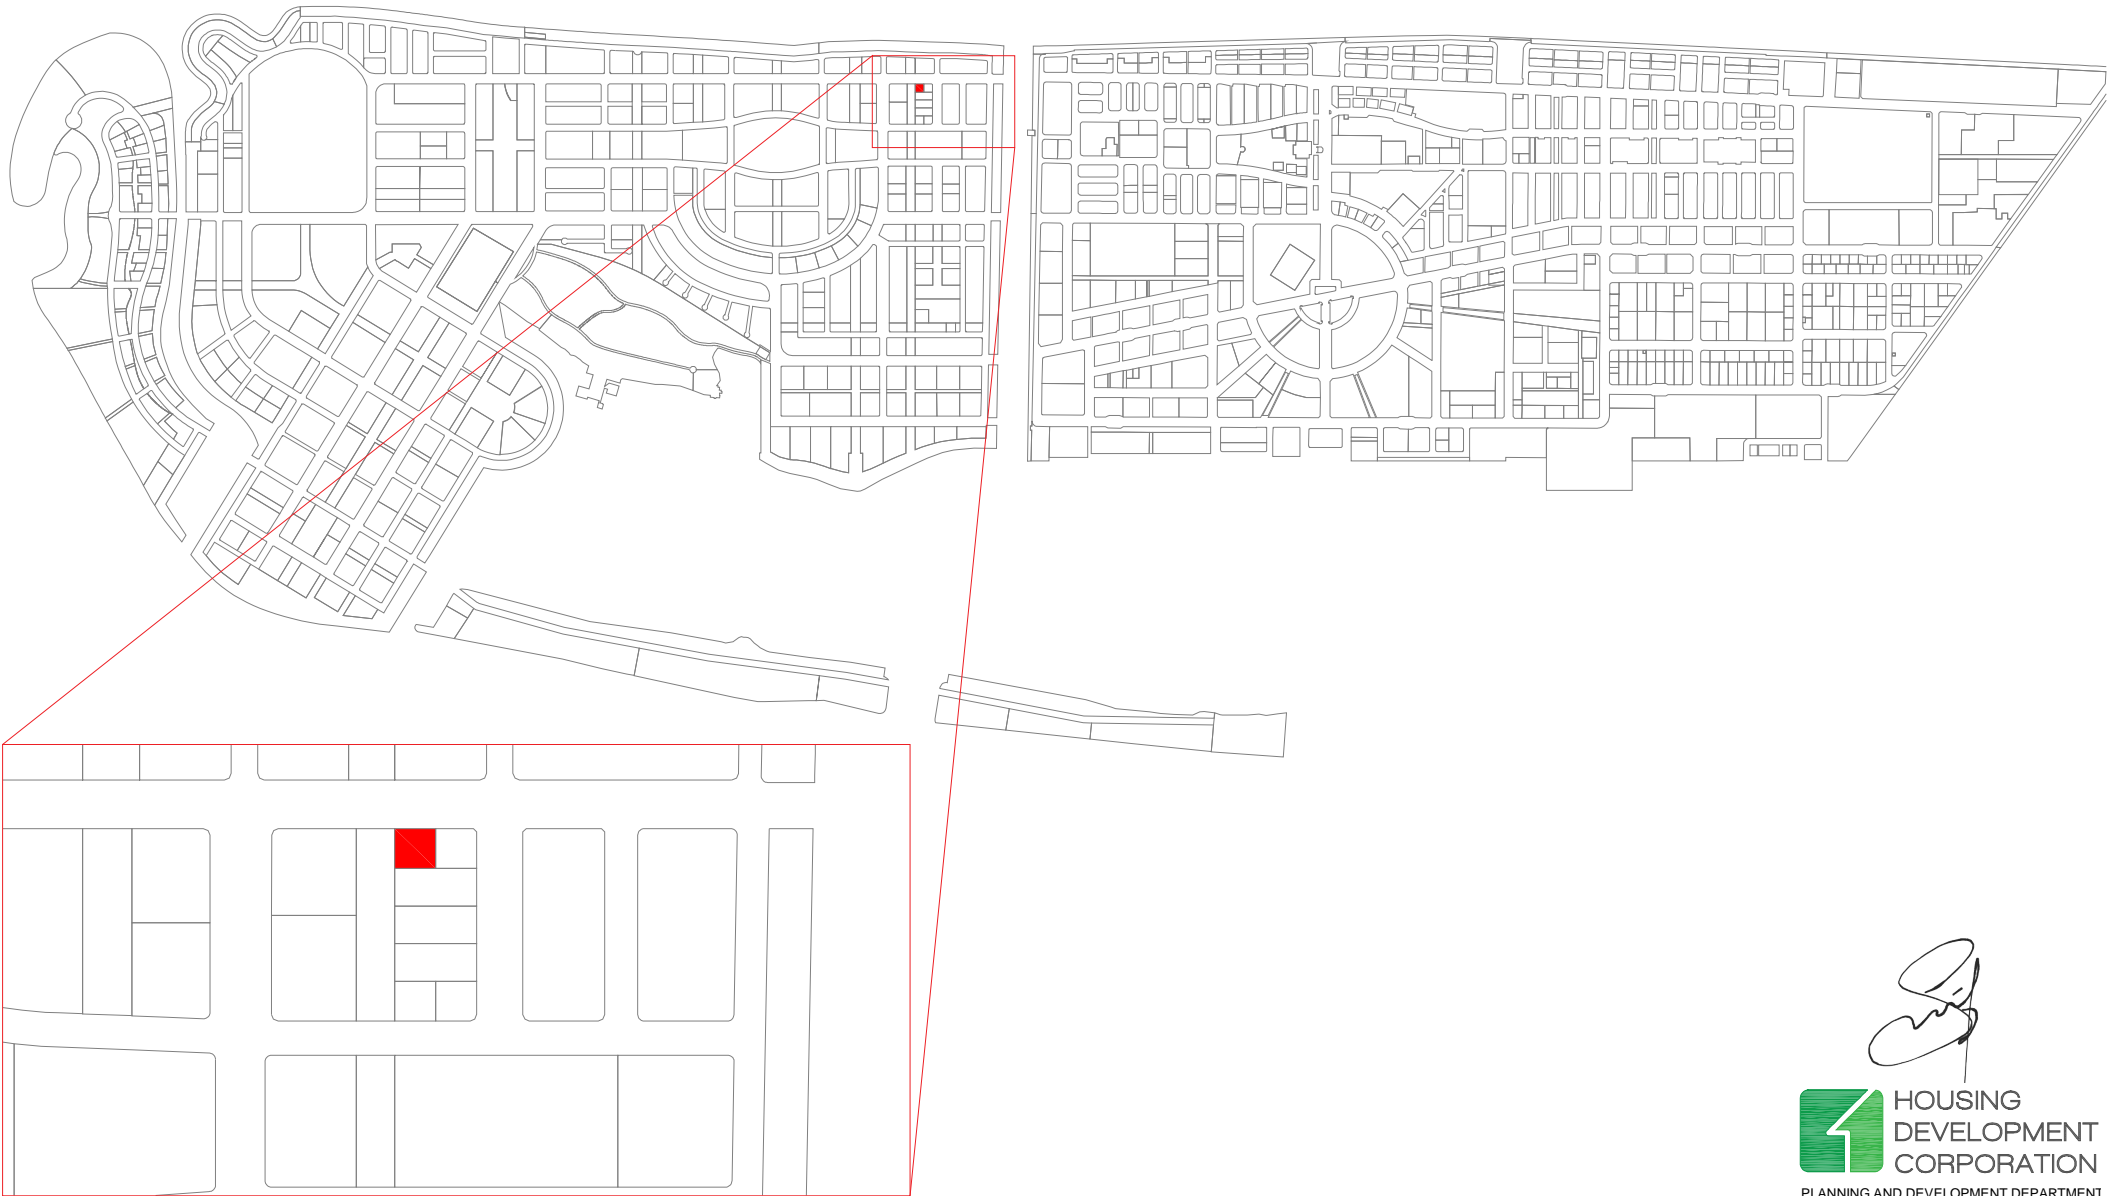 HOUSING
DEVELOPMENT
CORPORATION
PLANNING AND DEVELOPMENT DEPARTMENT